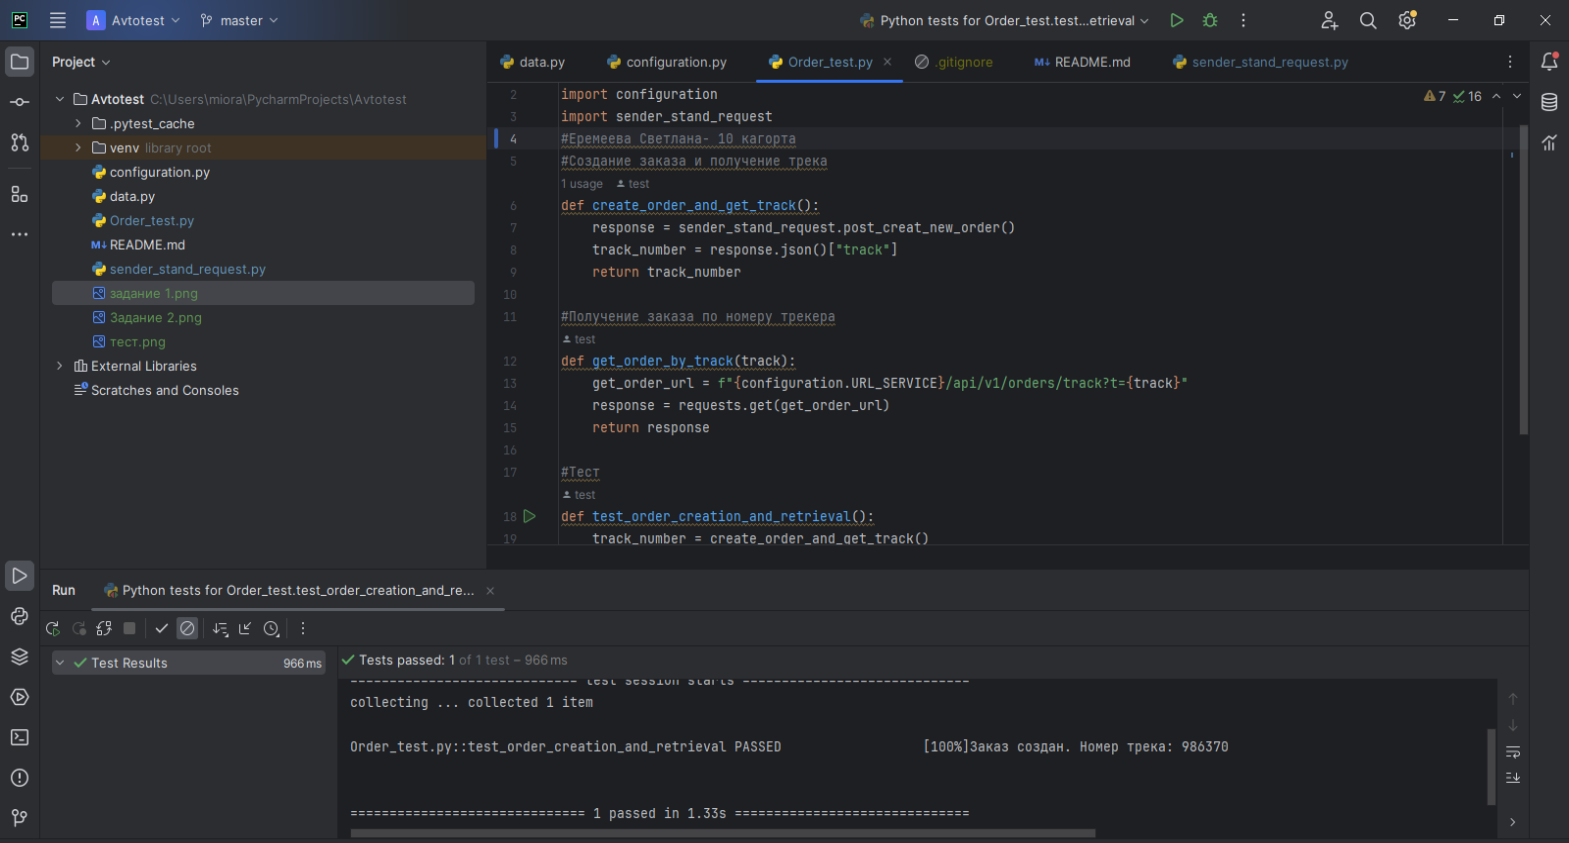 PC
A Avtotest master Python tests for Order_test.test...etrieval
Project
Avtotest C:\Users\miora\PycharmProjects\Avtotest
.pytest_cache
venv library root
configuration.py
data.py
Order_test.py
M↓ README.md
sender_stand_request.py
задание 1.png
Задание 2.png
тест.png
External Libraries
Scratches and Consoles
data.py configuration.py Order_test.py .gitignore M↓ README.md sender_stand_request.py
7 16
2 import configuration
3 import sender_stand_request
4 #Еремеева Светлана- 10 кагорта
5 #Создание заказа и получение трека
1 usage test
6 def create_order_and_get_track():
7 response = sender_stand_request.post_creat_new_order()
8 track_number = response.json()["track"]
9 return track_number
10
11 #Получение заказа по номеру трекера
test
12 def get_order_by_track(track):
13 get_order_url = f"{configuration.URL_SERVICE}/api/v1/orders/track?t={track}"
14 response = requests.get(get_order_url)
15 return response
16
17 #Тест
test
18 def test_order_creation_and_retrieval():
19 track_number = create_order_and_get_track()
Run Python tests for Order_test.test_order_creation_and_re...
Test Results 966 ms
Tests passed: 1 of 1 test – 966 ms
============================= test session starts =============================
collecting ... collected 1 item
Order_test.py::test_order_creation_and_retrieval PASSED [100%]Заказ создан. Номер трека: 986370
============================== 1 passed in 1.33s ==============================